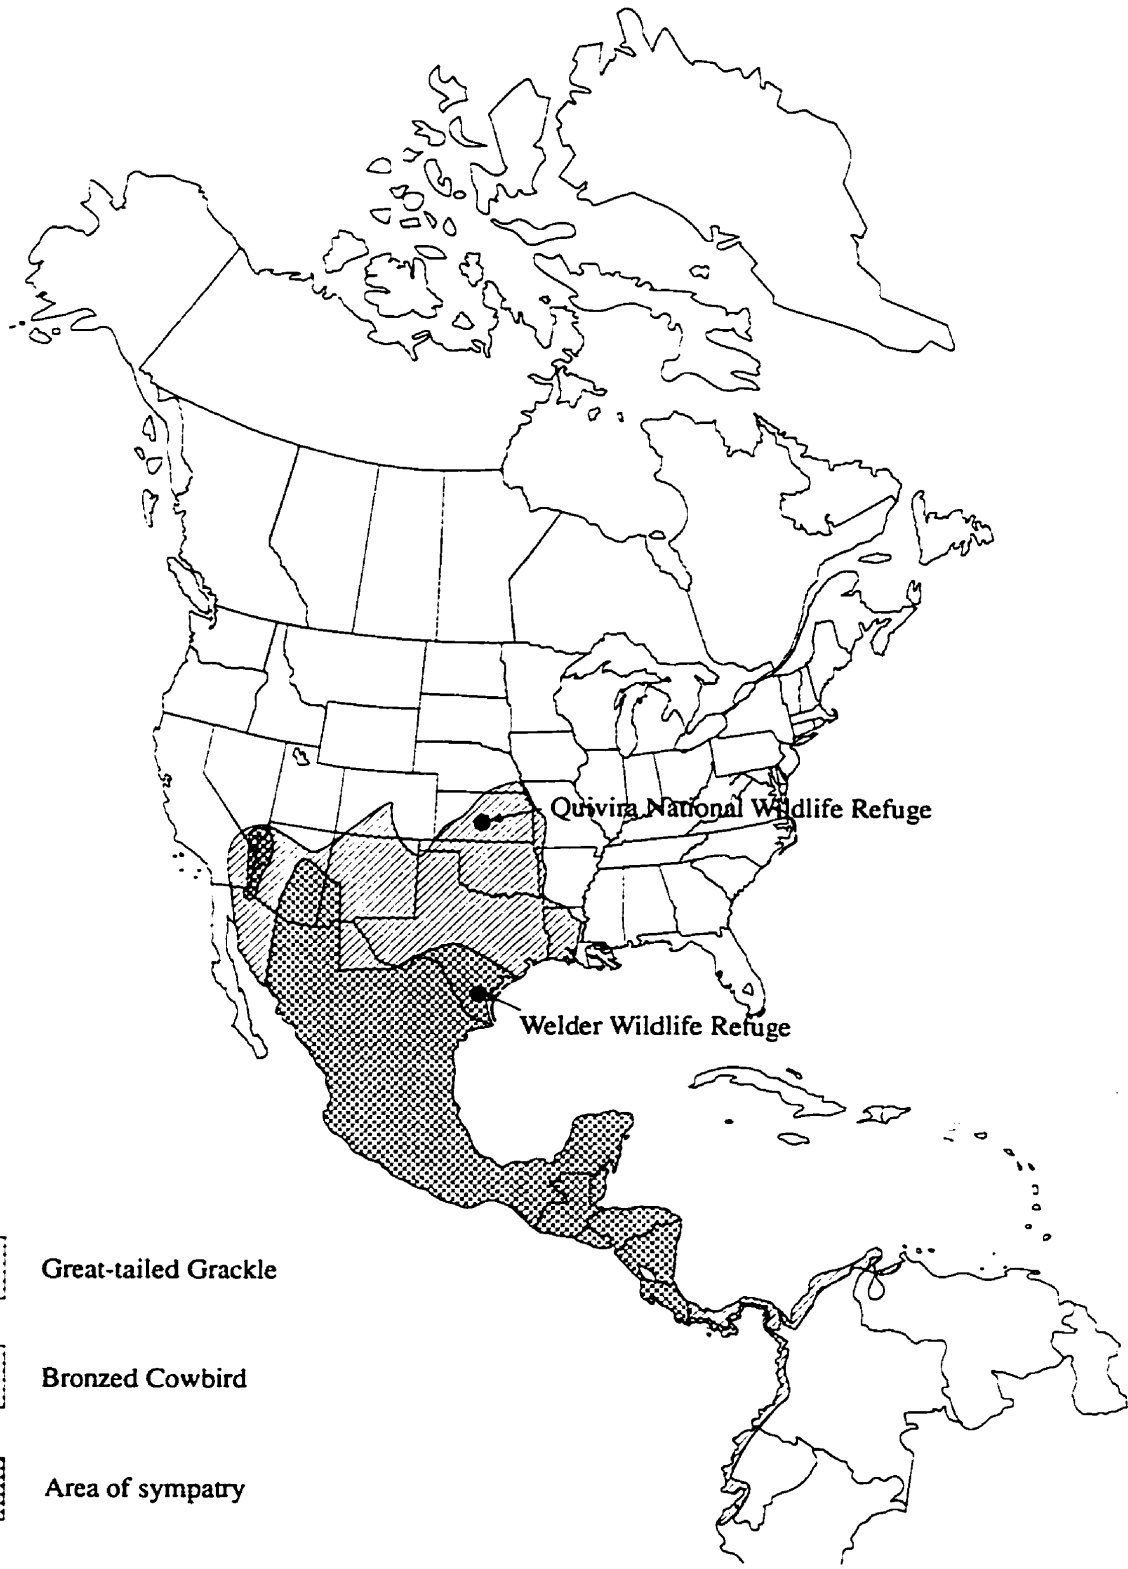 Quivira National Wildlife Refuge
Welder Wildlife Refuge
Great-tailed Grackle
Bronzed Cowbird
Area of sympatry